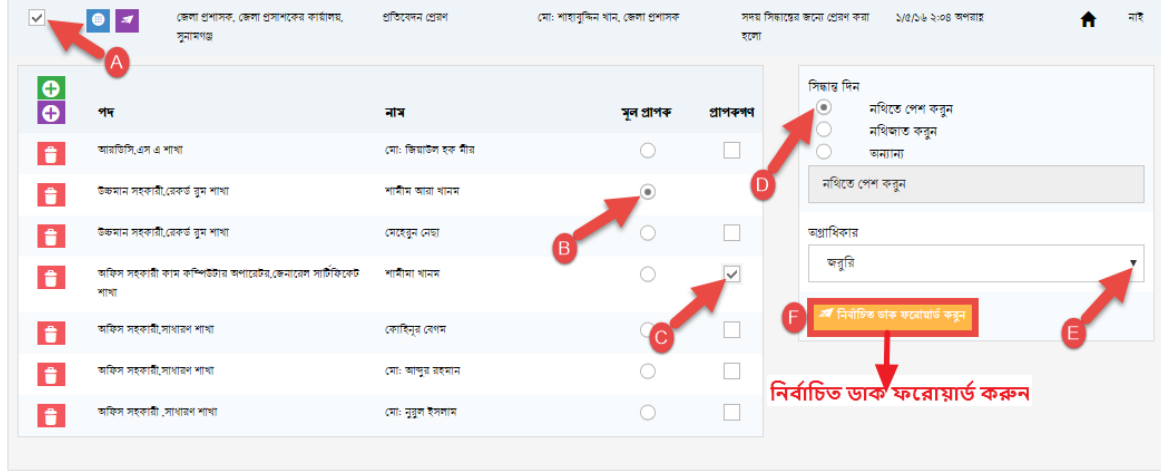 জেলা প্রশাসক, জেলা প্রসাশকের কার্যালয়, প্রতিবেদন প্রেরণ মো: শাহাবুদ্দিন খান, জেলা প্রশাসক সদয় সিদ্ধান্তের জন্যে প্রেরণ করা ১/৫/১৬ ২:০৪ অপরাহ্ন নাই
সুনামগঞ্জ হলো
A
পদ নাম মূল প্রাপক প্রাপকগণ
আরডিসি,এস এ শাখা মো: জিয়াউল হক মীর
উচ্চমান সহকারী,রেকর্ড রুম শাখা শামীম আরা খানম
B
উচ্চমান সহকারী,রেকর্ড রুম শাখা মেহেরুন নেছা
অফিস সহকারী কাম কম্পিউটার অপারেটর,জেনারেল সার্টিফিকেট শামীমা খানম
শাখা
C
অফিস সহকারী,সাধারণ শাখা কোহিনূর বেগম
অফিস সহকারী,সাধারণ শাখা মো: আব্দুর রহমান
অফিস সহকারী ,সাধারণ শাখা মো: নুরুল ইসলাম
সিদ্ধান্ত দিন
নথিতে পেশ করুন
নথিজাত করুন
অন্যান্য
D
নথিতে পেশ করুন
অগ্রাধিকার
জরুরি
E
F নির্বাচিত ডাক ফরোয়ার্ড করুন
নির্বাচিত ডাক ফরোয়ার্ড করুন